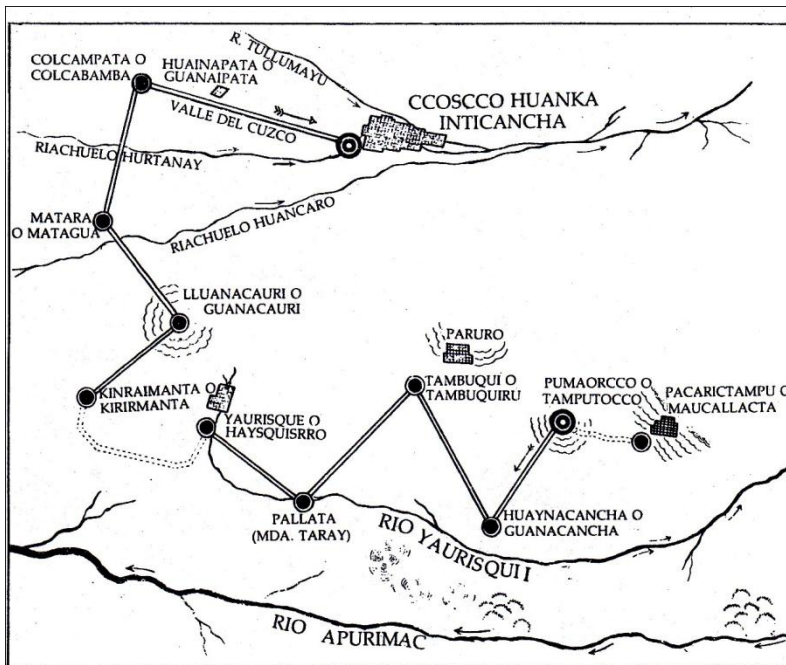 COLCAMPATA O
COLCABAMBA
HUAINAPATA O
GUANAIPATA
R. TULLUMAYU
VALLE DEL CUZCO
CCOSCCO HUANKA
INTICANCHA
RIACHUELO HURTANAY
MATARA
O MATAGUA
RIACHUELO HUANCARO
LLUANACAURI O
GUANACAURI
PARURO
KINRAIMANTA O
KIRIRMANTA
YAURISQUE O
HAYSQUISRRO
TAMBUQUI O
TAMBUQUIRU
PUMAORCCO O
TAMPUTOCCO
PACARICTAMPU O
MAUCALLACTA
PALLATA
(MDA. TARAY)
HUAYNACANCHA O
GUANACANCHA
RIO YAURISQUI I
RIO APURIMAC